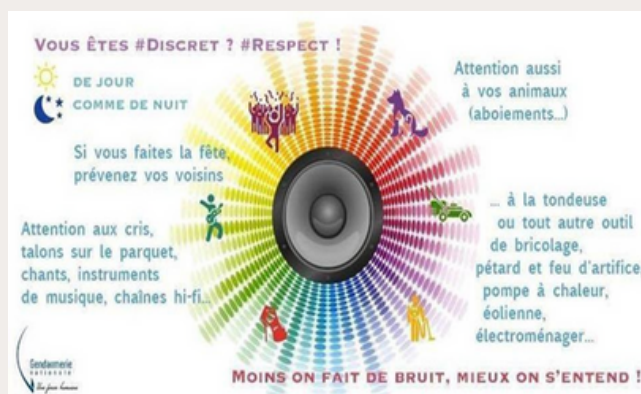 VOUS ÊTES #DISCRET ? #RESPECT !
DE JOUR
COMME DE NUIT
Si vous faites la fête,
prévenez vos voisins
Attention aux cris,
talons sur le parquet,
chants, instruments
de musique, chaînes hi-fi...
Attention aussi
à vos animaux
(aboiements...)
... à la tondeuse
ou tout autre outil
de bricolage,
pétard et feu d'artifice
pompe à chaleur,
éolienne,
électroménager...
Gendarmerie
nationale
Une force humaine
MOINS ON FAIT DE BRUIT, MIEUX ON S'ENTEND !